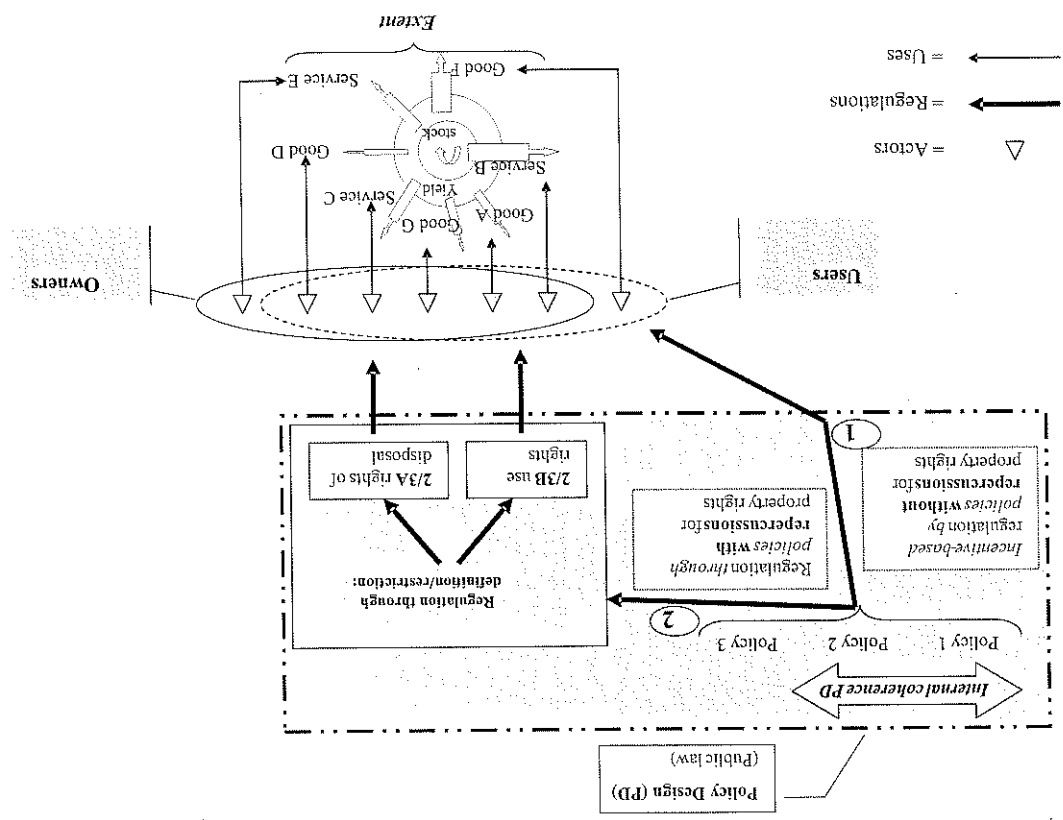 Policy Design (PD)
(Public law)
Internal coherence PD
Policy 1
Policy 2
Policy 3
2
Regulation through
definition/restriction:
Incentive-based
regulation by
policies without
repercussions for
property rights
Regulation through
policies with
repercussions for
property rights
2/3B use
rights
2/3A rights of
disposal
1
Users
Owners
Good A
Good G
Service C
Service B
Yield
stock
Good D
Good F
Service E
Extent
= Actors
= Regulations
= Uses